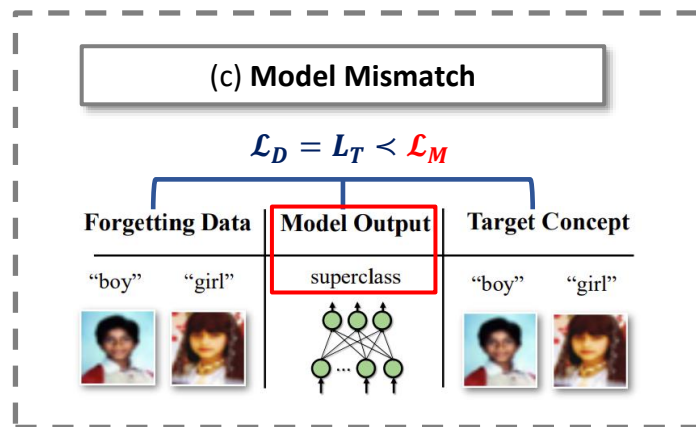 (c) Model Mismatch
ℒ_D = L_T ≺ ℒ_M
Forgetting Data Model Output Target Concept
“boy” “girl” superclass “boy” “girl”
...